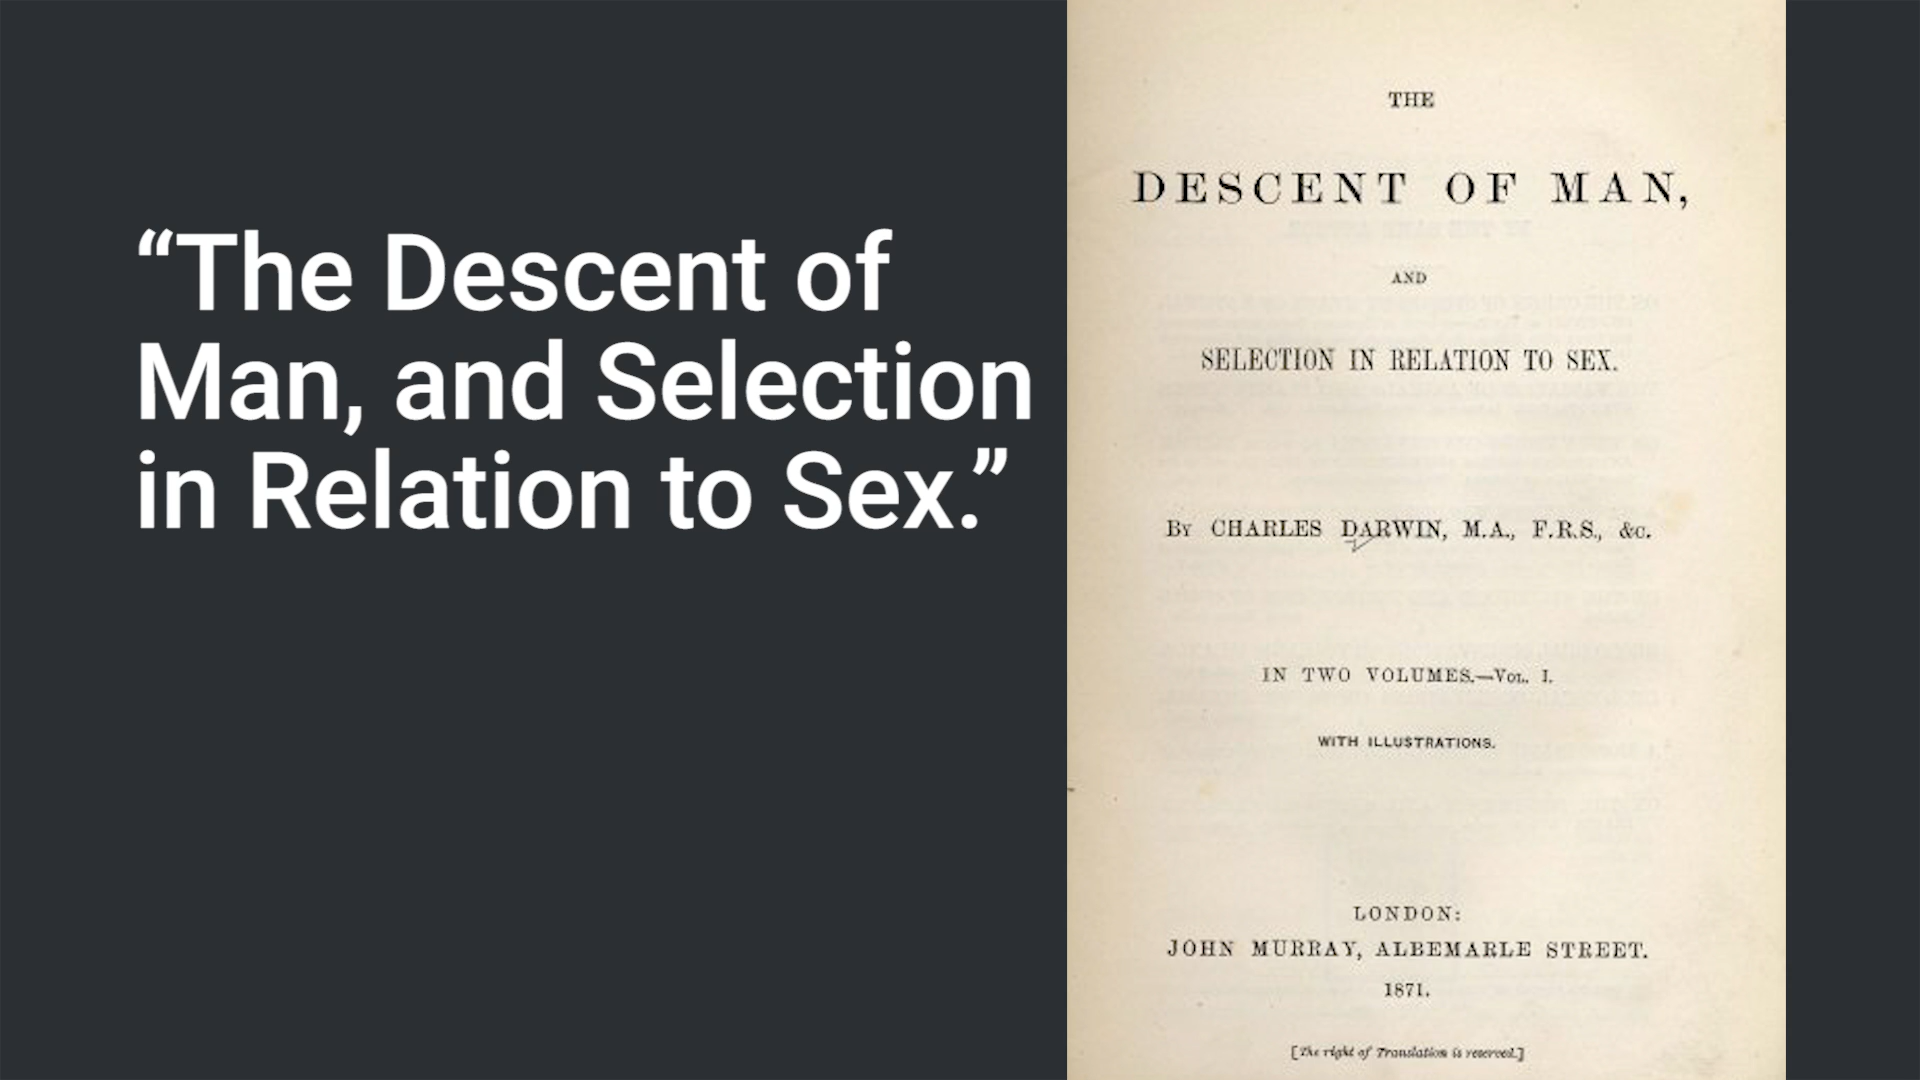 “The Descent of
Man, and Selection
in Relation to Sex.”
THE
DESCENT OF MAN,
AND
SELECTION IN RELATION TO SEX.
By CHARLES DARWIN, M.A., F.R.S., &c.
IN TWO VOLUMES.—Vol. I.
WITH ILLUSTRATIONS.
LONDON:
JOHN MURRAY, ALBEMARLE STREET.
1871.
[The right of Translation is reserved.]